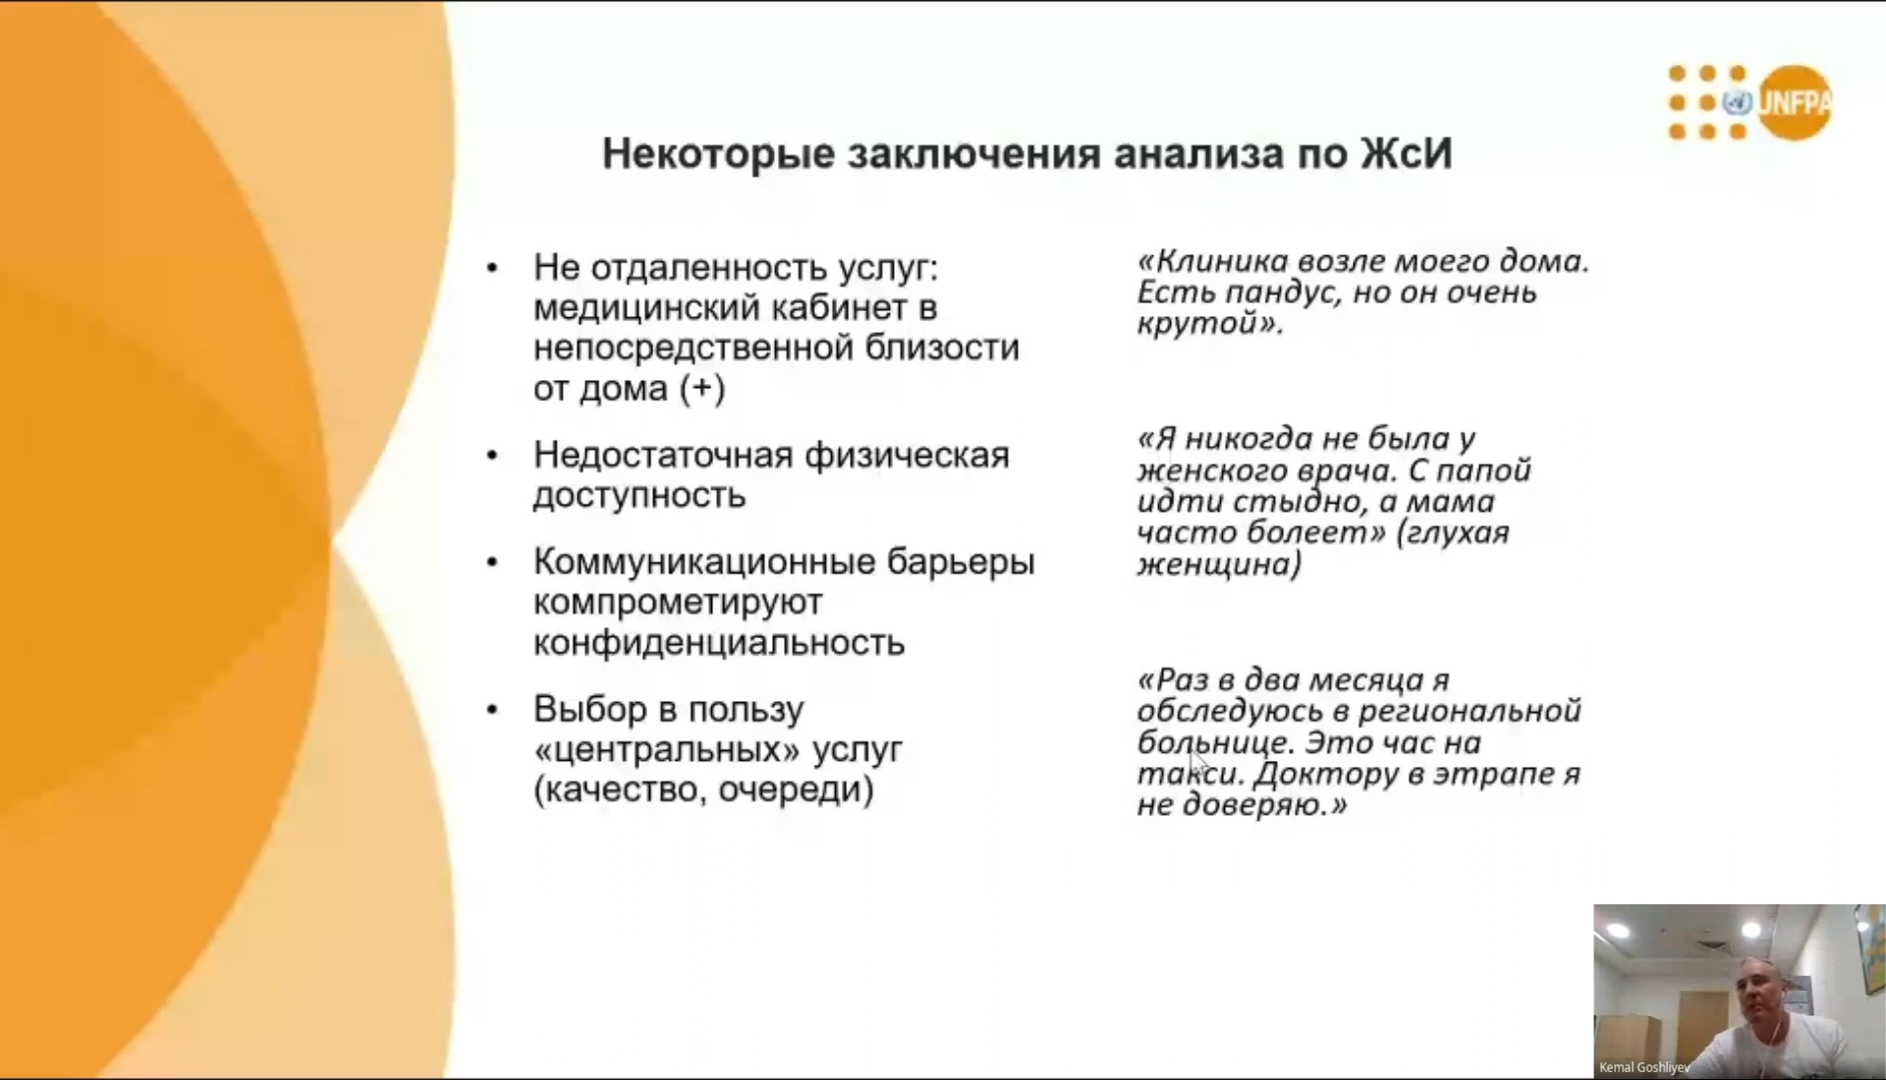 UNFPA
Некоторые заключения анализа по ЖсИ
• Не отдаленность услуг:
медицинский кабинет в
непосредственной близости
от дома (+)
• Недостаточная физическая
доступность
• Коммуникационные барьеры
компрометируют
конфиденциальность
• Выбор в пользу
«центральных» услуг
(качество, очереди)
«Клиника возле моего дома.
Есть пандус, но он очень
крутой».
«Я никогда не была у
женского врача. С папой
идти стыдно, а мама
часто болеет» (глухая
женщина)
«Раз в два месяца я
обследуюсь в региональной
больнице. Это час на
такси. Доктору в этрапе я
не доверяю.»
Kemal Goshliyev